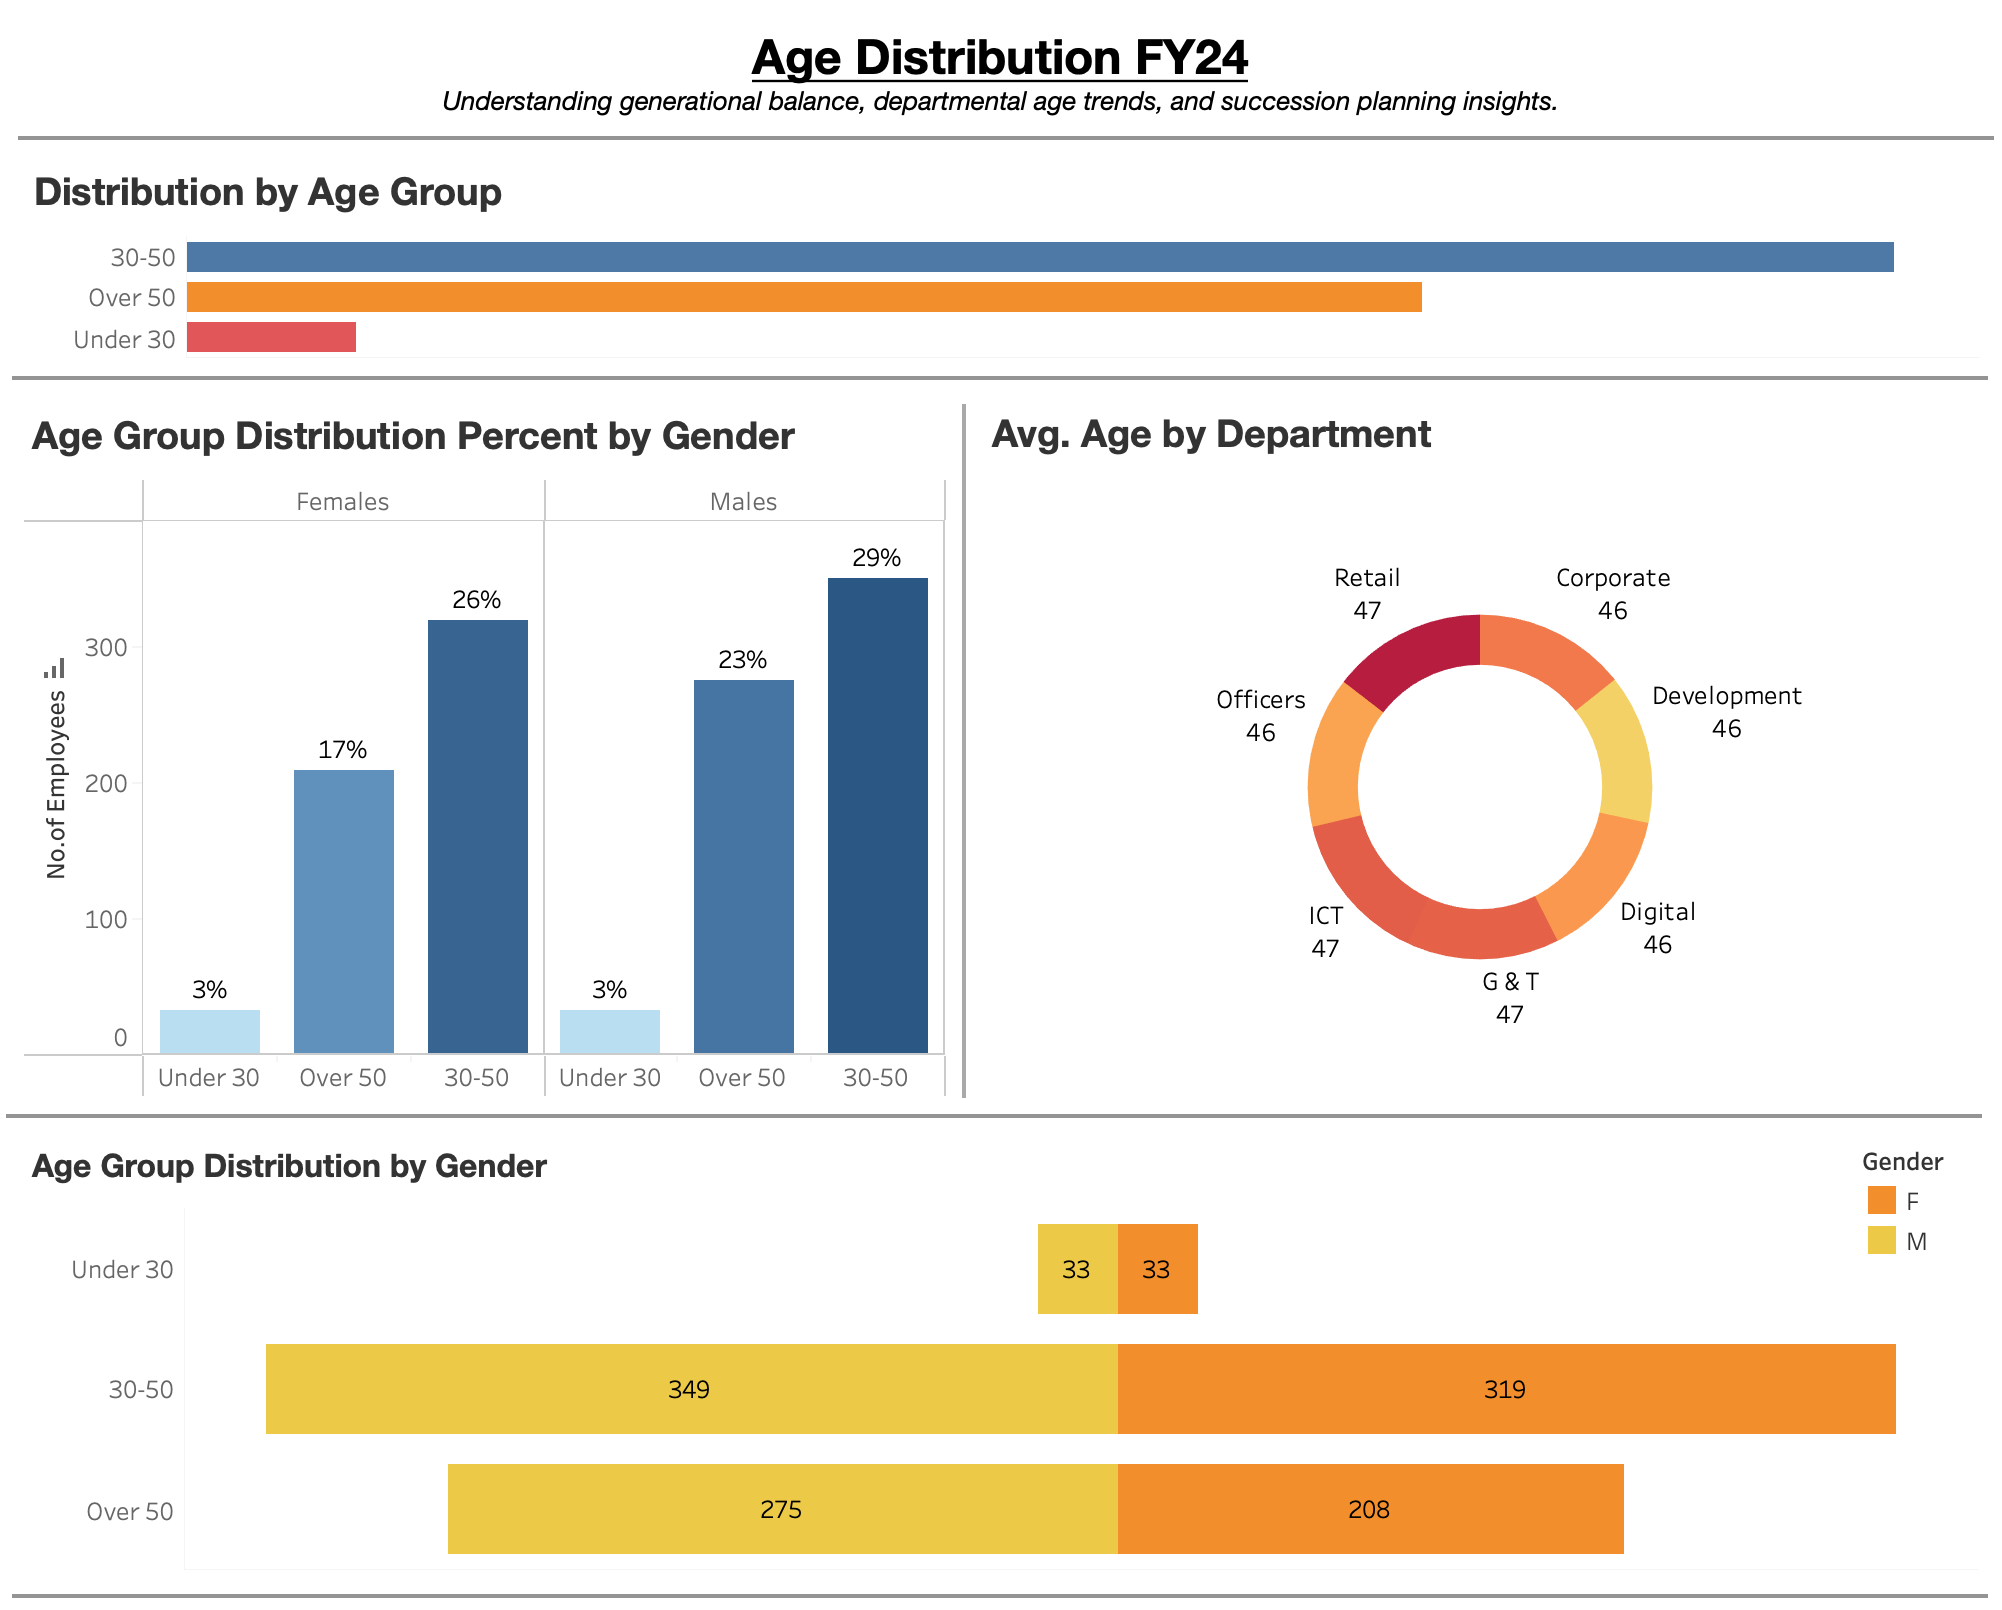 Age Distribution FY24
Understanding generational balance, departmental age trends, and succession planning insights.
Distribution by Age Group
30-50
Over 50
Under 30
Age Group Distribution Percent by Gender
Females
Males
No.of Employees
300
200
100
0
3%
17%
26%
3%
23%
29%
Under 30
Over 50
30-50
Under 30
Over 50
30-50
Avg. Age by Department
Retail
47
Corporate
46
Officers
46
Development
46
ICT
47
Digital
46
G & T
47
Age Group Distribution by Gender
Gender
F
M
Under 30
33
33
30-50
349
319
Over 50
275
208